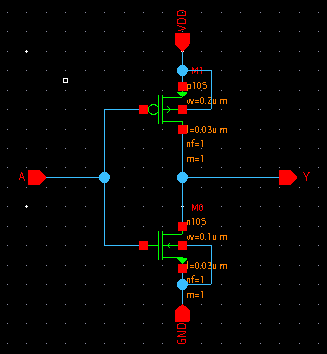 VDD
M1
p105
w=0.2u m
l=0.03u m
nf=1
m=1
A
Y
M0
n105
w=0.1u m
l=0.03u m
nf=1
m=1
GND